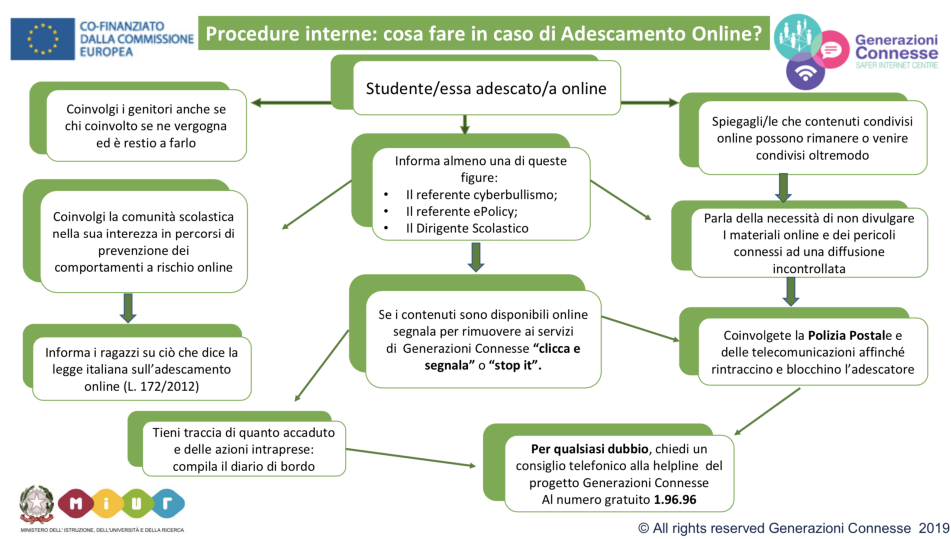 CO-FINANZIATO
DALLA COMMISSIONE
EUROPEA
Procedure interne: cosa fare in caso di Adescamento Online?
Generazioni
Connesse
SAFER INTERNET CENTRE
Studente/essa adescato/a online
Coinvolgi i genitori anche se
chi coinvolto se ne vergogna
ed è restio a farlo
Informa almeno una di queste
figure:
• Il referente cyberbullismo;
• Il referente ePolicy;
• Il Dirigente Scolastico
Spiegagli/le che contenuti condivisi
online possono rimanere o venire
condivisi oltremodo
Coinvolgi la comunità scolastica
nella sua interezza in percorsi di
prevenzione dei
comportamenti a rischio online
Parla della necessità di non divulgare
I materiali online e dei pericoli
connessi ad una diffusione
incontrollata
Se i contenuti sono disponibili online
segnala per rimuovere ai servizi
di Generazioni Connesse “clicca e
segnala” o “stop it”.
Informa i ragazzi su ciò che dice la
legge italiana sull’adescamento
online (L. 172/2012)
Coinvolgete la Polizia Postale e
delle telecomunicazioni affinché
rintraccino e blocchino l’adescatore
Tieni traccia di quanto accaduto
e delle azioni intraprese:
compila il diario di bordo
Per qualsiasi dubbio, chiedi un
consiglio telefonico alla helpline del
progetto Generazioni Connesse
Al numero gratuito 1.96.96
miur
MINISTERO DELL’ ISTRUZIONE, DELL’UNIVERSITÀ E DELLA RICERCA
© All rights reserved Generazioni Connesse 2019